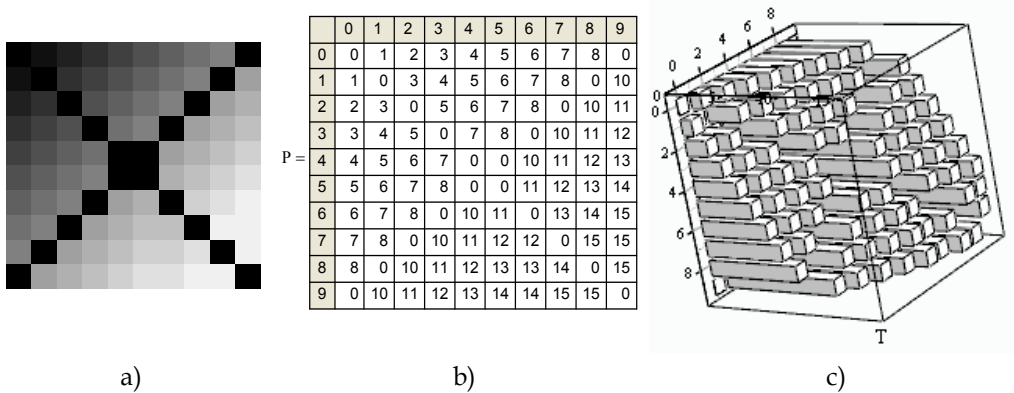 0 1 2 3 4 5 6 7 8 9
0 0 1 2 3 4 5 6 7 8 0
1 1 0 3 4 5 6 7 8 0 10
2 2 3 0 5 6 7 8 0 10 11
3 3 4 5 0 7 8 0 10 11 12
P = 4 4 5 6 7 0 0 10 11 12 13
5 5 6 7 8 0 0 11 12 13 14
6 6 7 8 0 10 11 0 13 14 15
7 7 8 0 10 11 12 12 0 15 15
8 8 0 10 11 12 13 13 14 0 15
9 0 10 11 12 13 14 14 15 15 0
0 2 4 6 8
0
0
2
4
6
8
T
a) b) c)